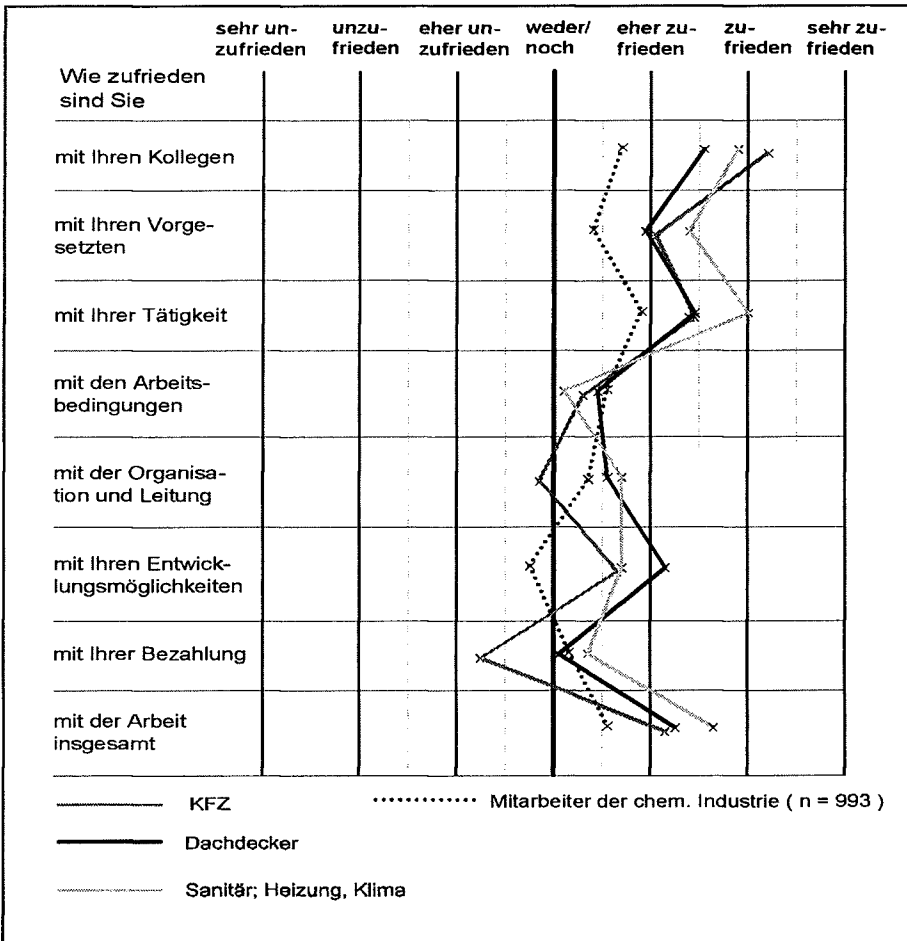 sehr un-
zufrieden
unzu-
frieden
eher un-
zufrieden
weder/
noch
eher zu-
frieden
zu-
frieden
sehr zu-
frieden
Wie zufrieden
sind Sie
mit Ihren Kollegen
mit Ihren Vorge-
setzten
mit Ihrer Tätigkeit
mit den Arbeits-
bedingungen
mit der Organisa-
tion und Leitung
mit Ihren Entwick-
lungsmöglichkeiten
mit Ihrer Bezahlung
mit der Arbeit
insgesamt
KFZ
Mitarbeiter der chem. Industrie ( n = 993 )
Dachdecker
Sanitär; Heizung, Klima